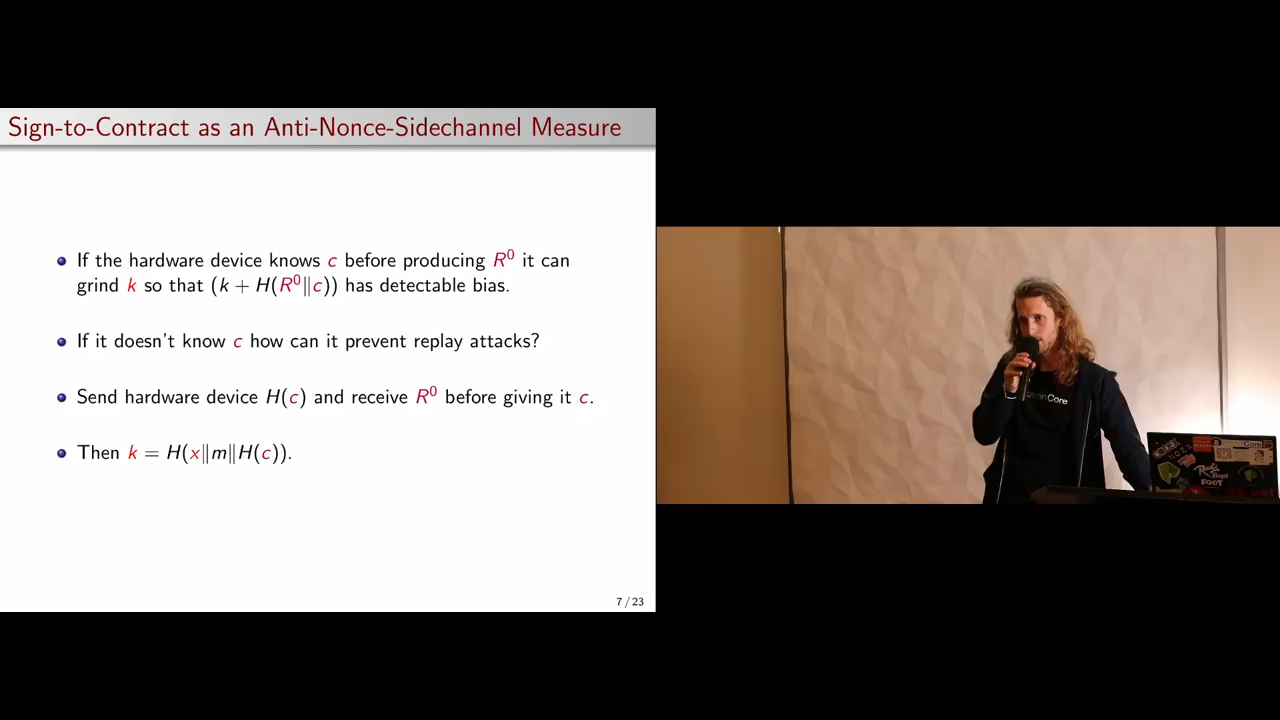 Sign-to-Contract as an Anti-Nonce-Sidechannel Measure
If the hardware device knows c before producing R⁰ it can
grind k so that (k + H(R⁰‖c)) has detectable bias.
If it doesn't know c how can it prevent replay attacks?
Send hardware device H(c) and receive R⁰ before giving it c.
Then k = H(x‖m‖H(c)).
7 / 23
Core
FOOT